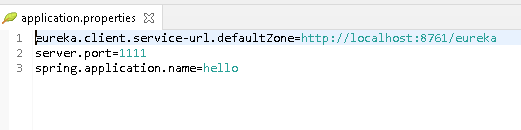 application.properties
1 eureka.client.service-url.defaultZone=http://localhost:8761/eureka
2 server.port=1111
3 spring.application.name=hello